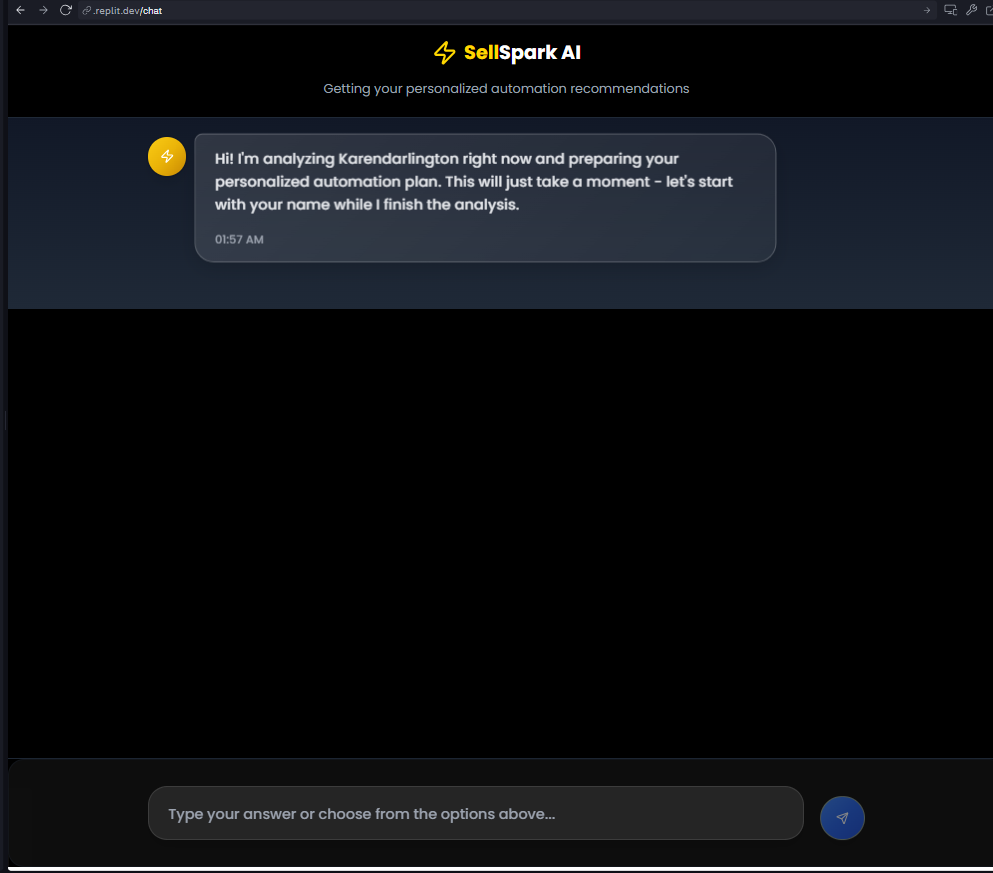 .replit.dev/chat
SellSpark AI
Getting your personalized automation recommendations
Hi! I'm analyzing Karendarlington right now and preparing your
personalized automation plan. This will just take a moment - let's start
with your name while I finish the analysis.
01:57 AM
Type your answer or choose from the options above...